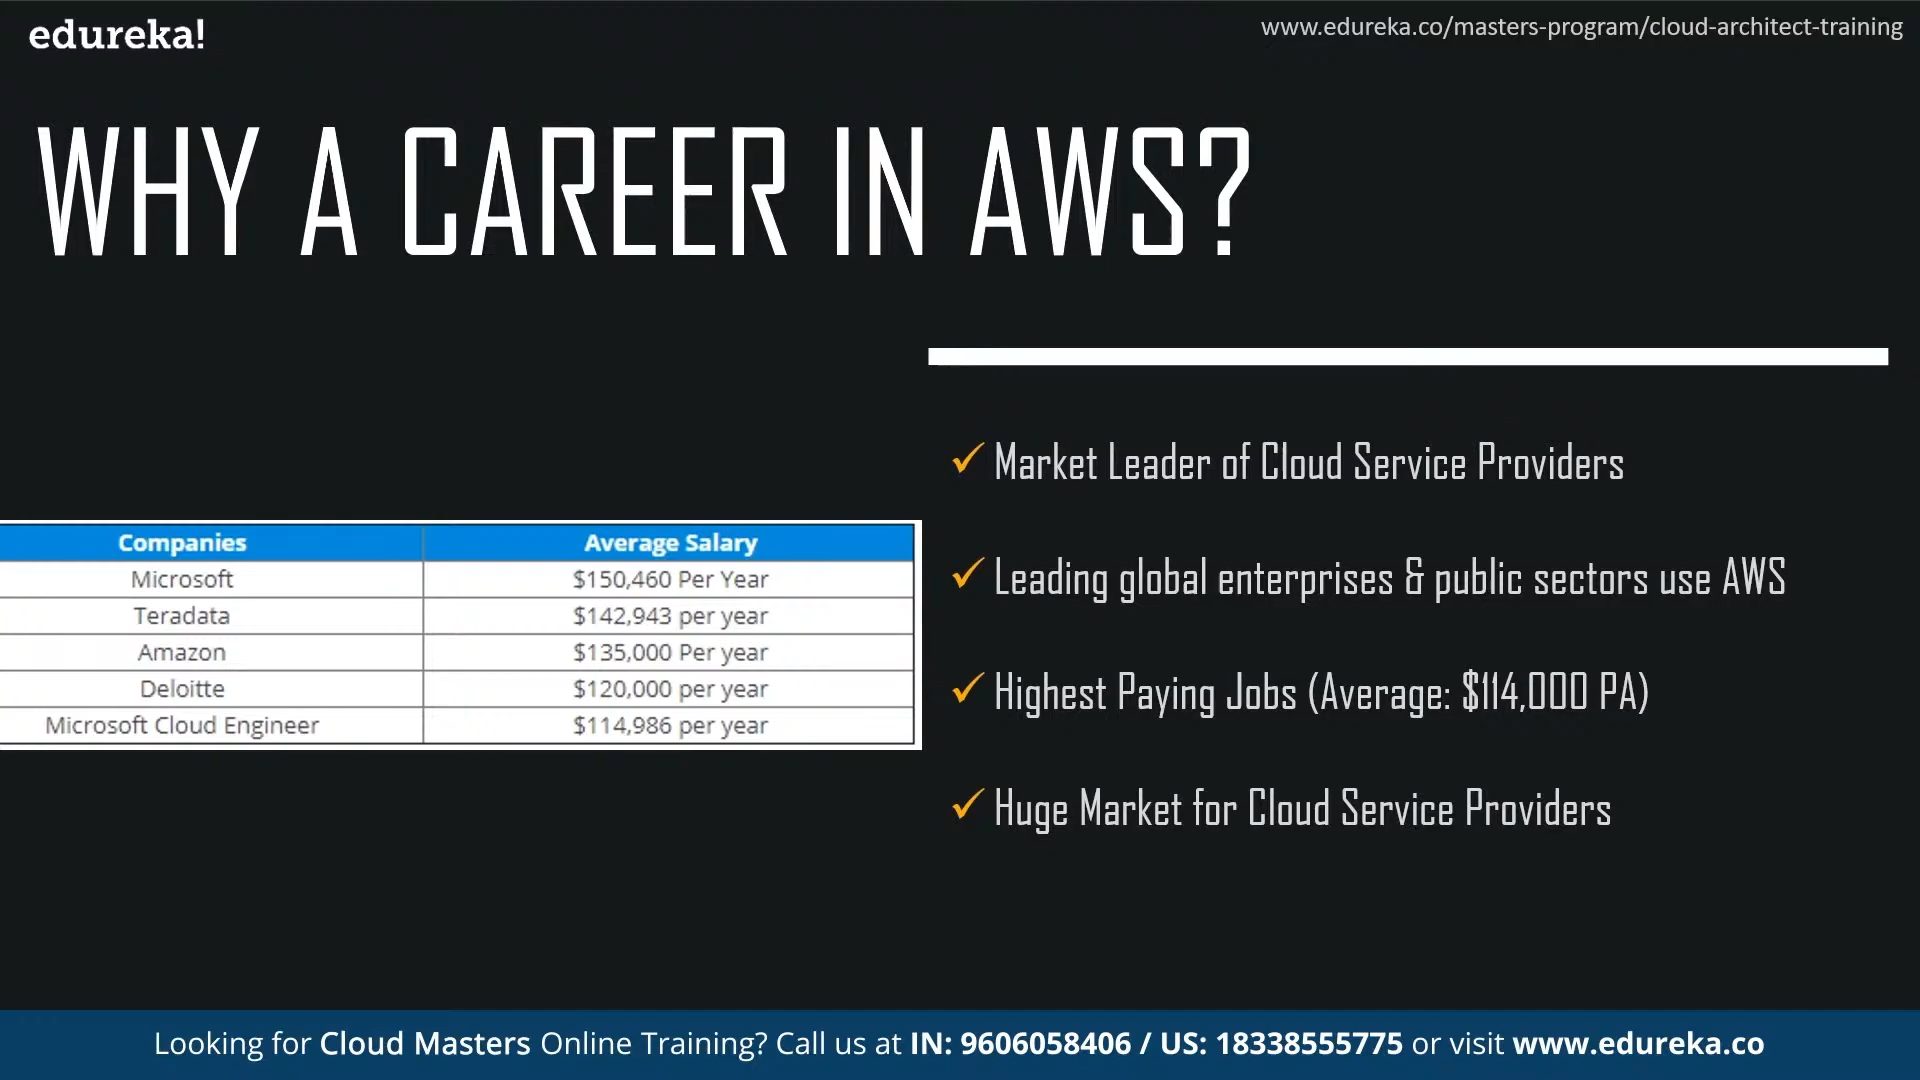 edureka!
www.edureka.co/masters-program/cloud-architect-training
WHY A CAREER IN AWS?
Companies Average Salary
Microsoft $150,460 Per Year
Teradata $142,943 per year
Amazon $135,000 Per year
Deloitte $120,000 per year
Microsoft Cloud Engineer $114,986 per year
✓ Market Leader of Cloud Service Providers
✓ Leading global enterprises & public sectors use AWS
✓ Highest Paying Jobs (Average: $114,000 PA)
✓ Huge Market for Cloud Service Providers
Looking for Cloud Masters Online Training? Call us at IN: 9606058406 / US: 18338555775 or visit www.edureka.co